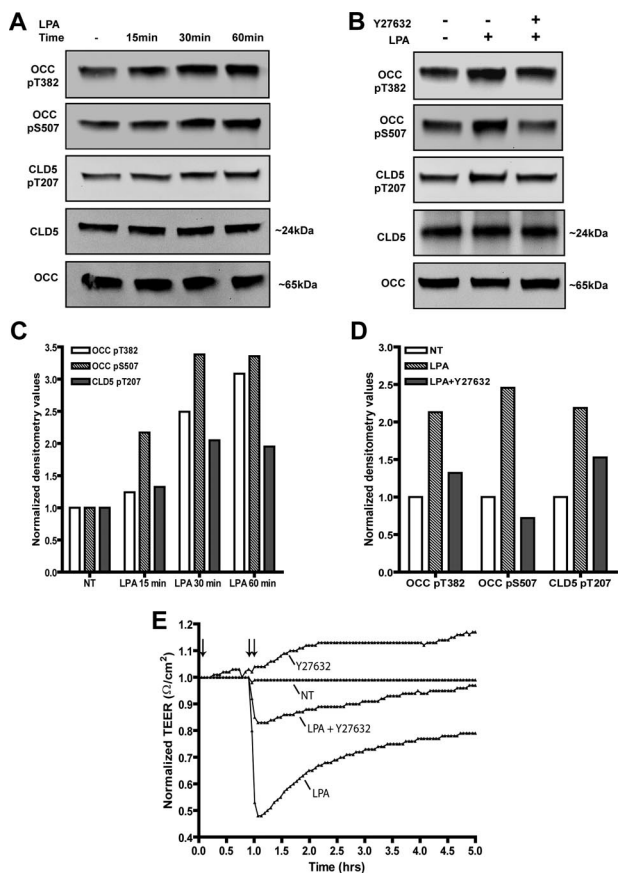 A
LPA
Time - 15min 30min 60min
OCC
pT382
OCC
pS507
CLD5
pT207
CLD5 ~24kDa
OCC ~65kDa
B
Y27632 - - +
LPA - + +
OCC
pT382
OCC
pS507
CLD5
pT207
CLD5 ~24kDa
OCC ~65kDa
C
Normalized densitometry values
3.5
3.0
2.5
2.0
1.5
1.0
0.5
0.0
OCC pT382
OCC pS507
CLD5 pT207
NT LPA 15 min LPA 30 min LPA 60 min
D
Normalized densitometry values
3.0
2.5
2.0
1.5
1.0
0.5
0.0
NT
LPA
LPA+Y27632
OCC pT382 OCC pS507 CLD5 pT207
E
Normalized TEER (Ω/cm²)
1.2
1.1
1.0
0.9
0.8
0.7
0.6
0.5
0.4
Y27632
NT
LPA + Y27632
LPA
0.0 0.5 1.0 1.5 2.0 2.5 3.0 3.5 4.0 4.5 5.0
Time (hrs)